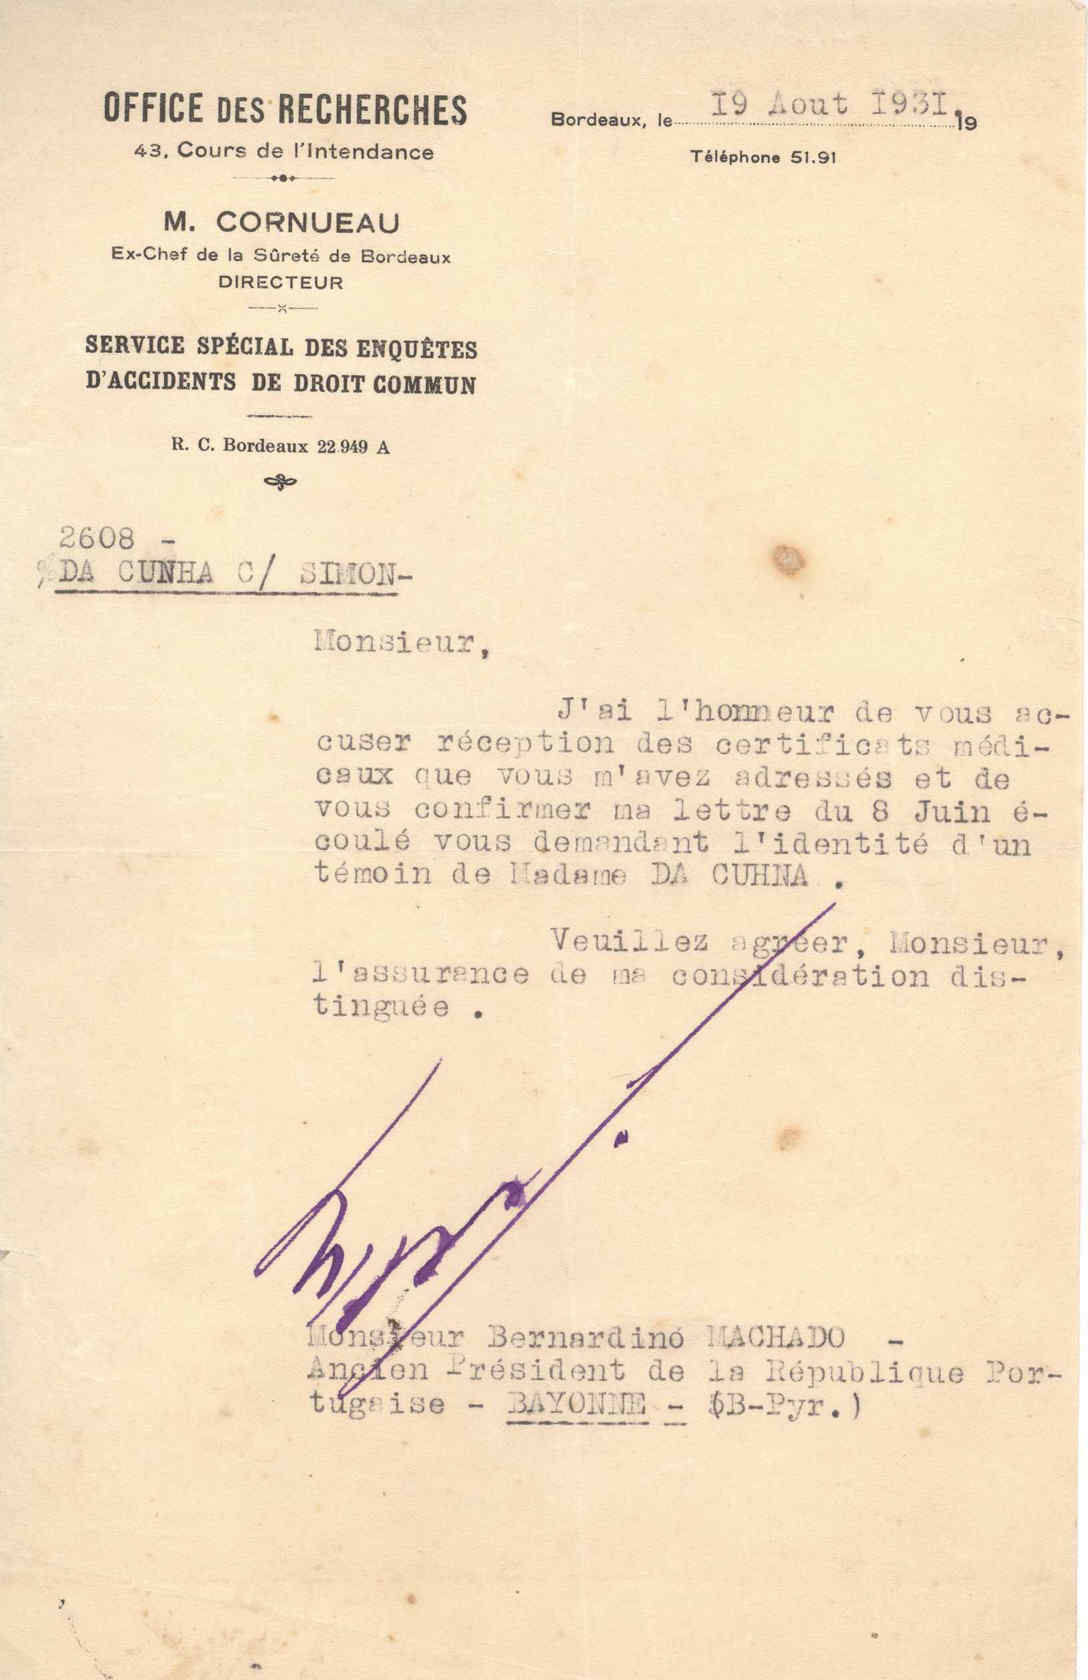 OFFICE DES RECHERCHES
43, Cours de l'Intendance
M. CORNUEAU
Ex-Chef de la Sûreté de Bordeaux
DIRECTEUR
SERVICE SPÉCIAL DES ENQUÊTES
D'ACCIDENTS DE DROIT COMMUN
R. C. Bordeaux 22.949 A
Bordeaux, le 19 Aout 1931, 19
Téléphone 51.91
2608 -
DA CUNHA C/ SIMON-
Monsieur,
J'ai l'honneur de vous ac-
cuser réception des certificats médi-
caux que vous m'avez adressés et de
vous confirmer ma lettre du 8 Juin é-
coulé vous demandant l'identité d'un
témoin de Madame DA CUHNA .
Veuillez agréer, Monsieur,
l'assurance de ma considération dis-
tinguée .
Monsieur Bernardinó MACHADO -
Ancien Président de la République Por-
tugaise - BAYONNE - (B-Pyr.)